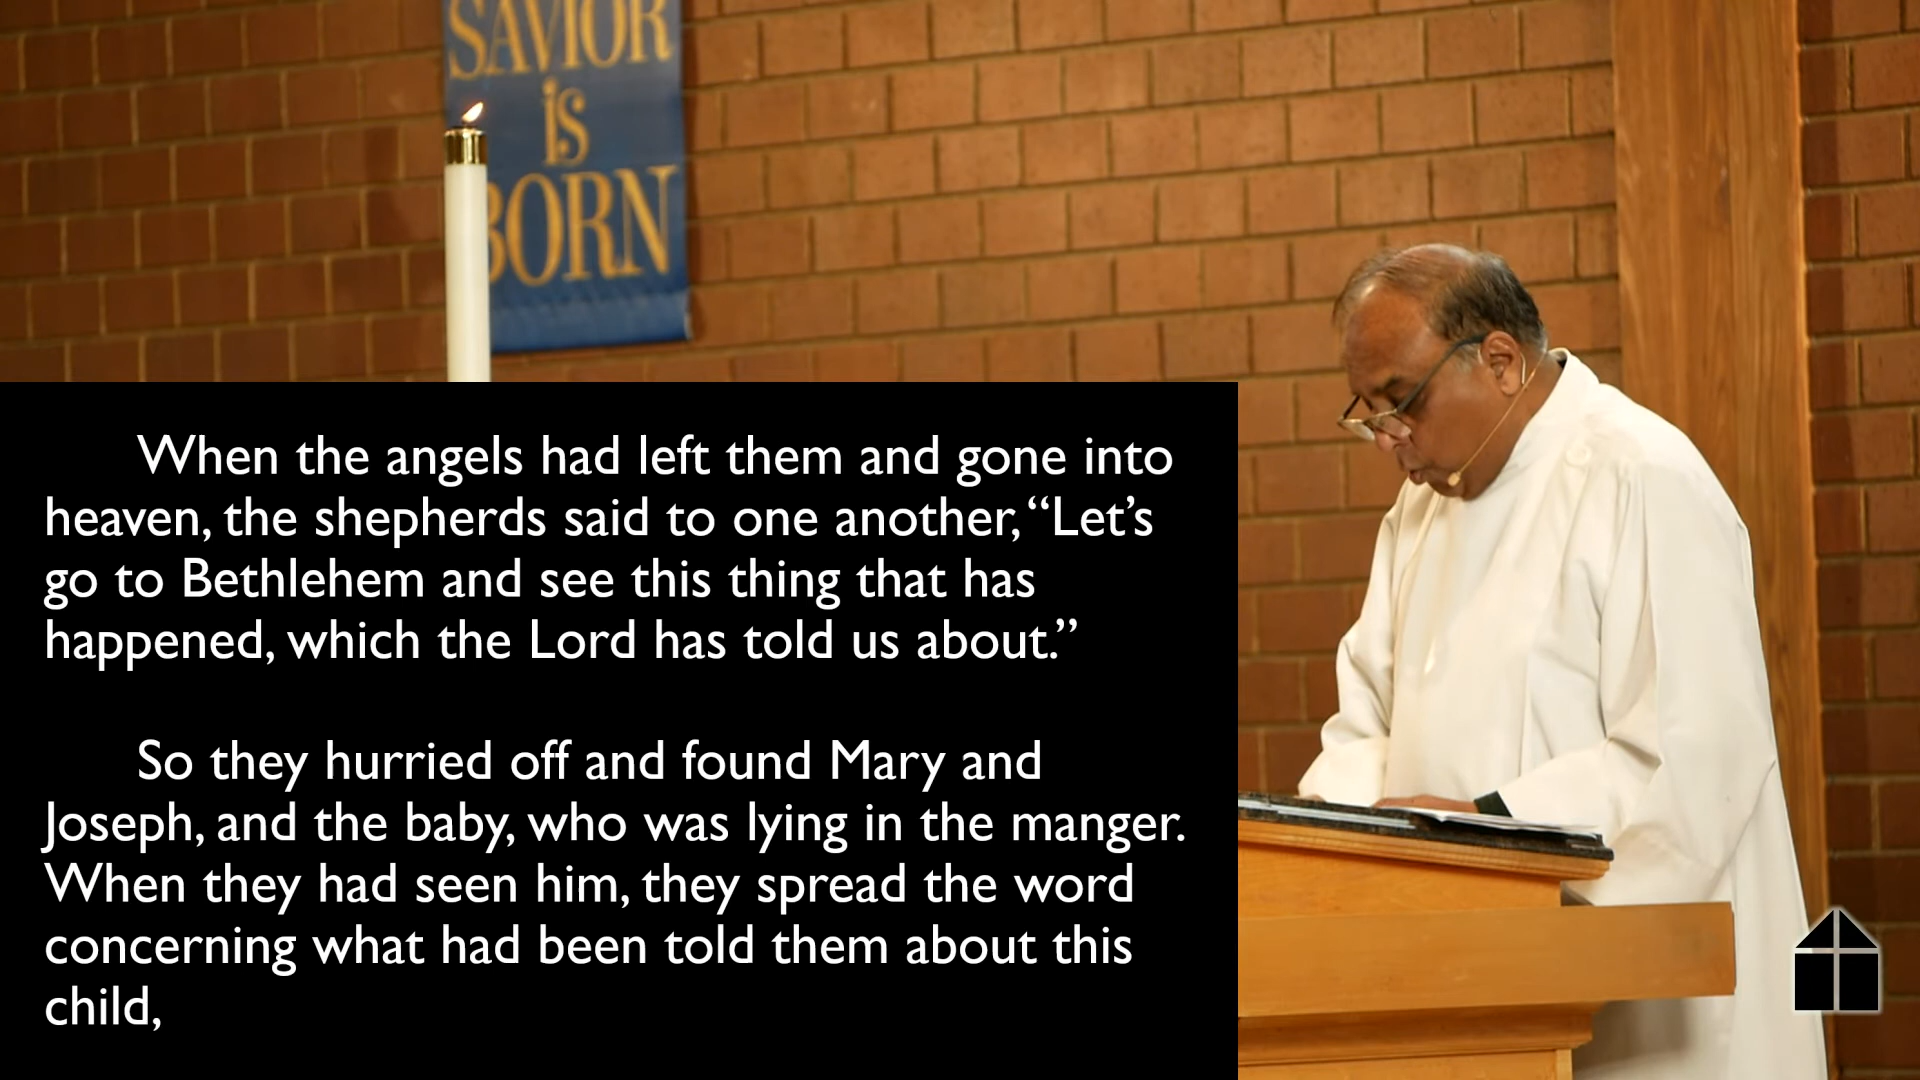 SAVIOR
is
BORN
When the angels had left them and gone into
heaven, the shepherds said to one another, “Let’s
go to Bethlehem and see this thing that has
happened, which the Lord has told us about.”
So they hurried off and found Mary and
Joseph, and the baby, who was lying in the manger.
When they had seen him, they spread the word
concerning what had been told them about this
child,